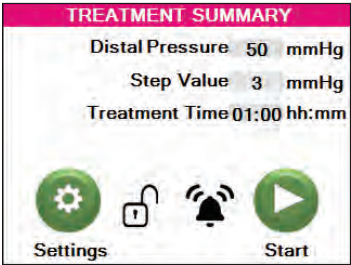 TREATMENT SUMMARY
Distal Pressure 50 mmHg
Step Value 3 mmHg
Treatment Time 01:00 hh:mm
Settings Start